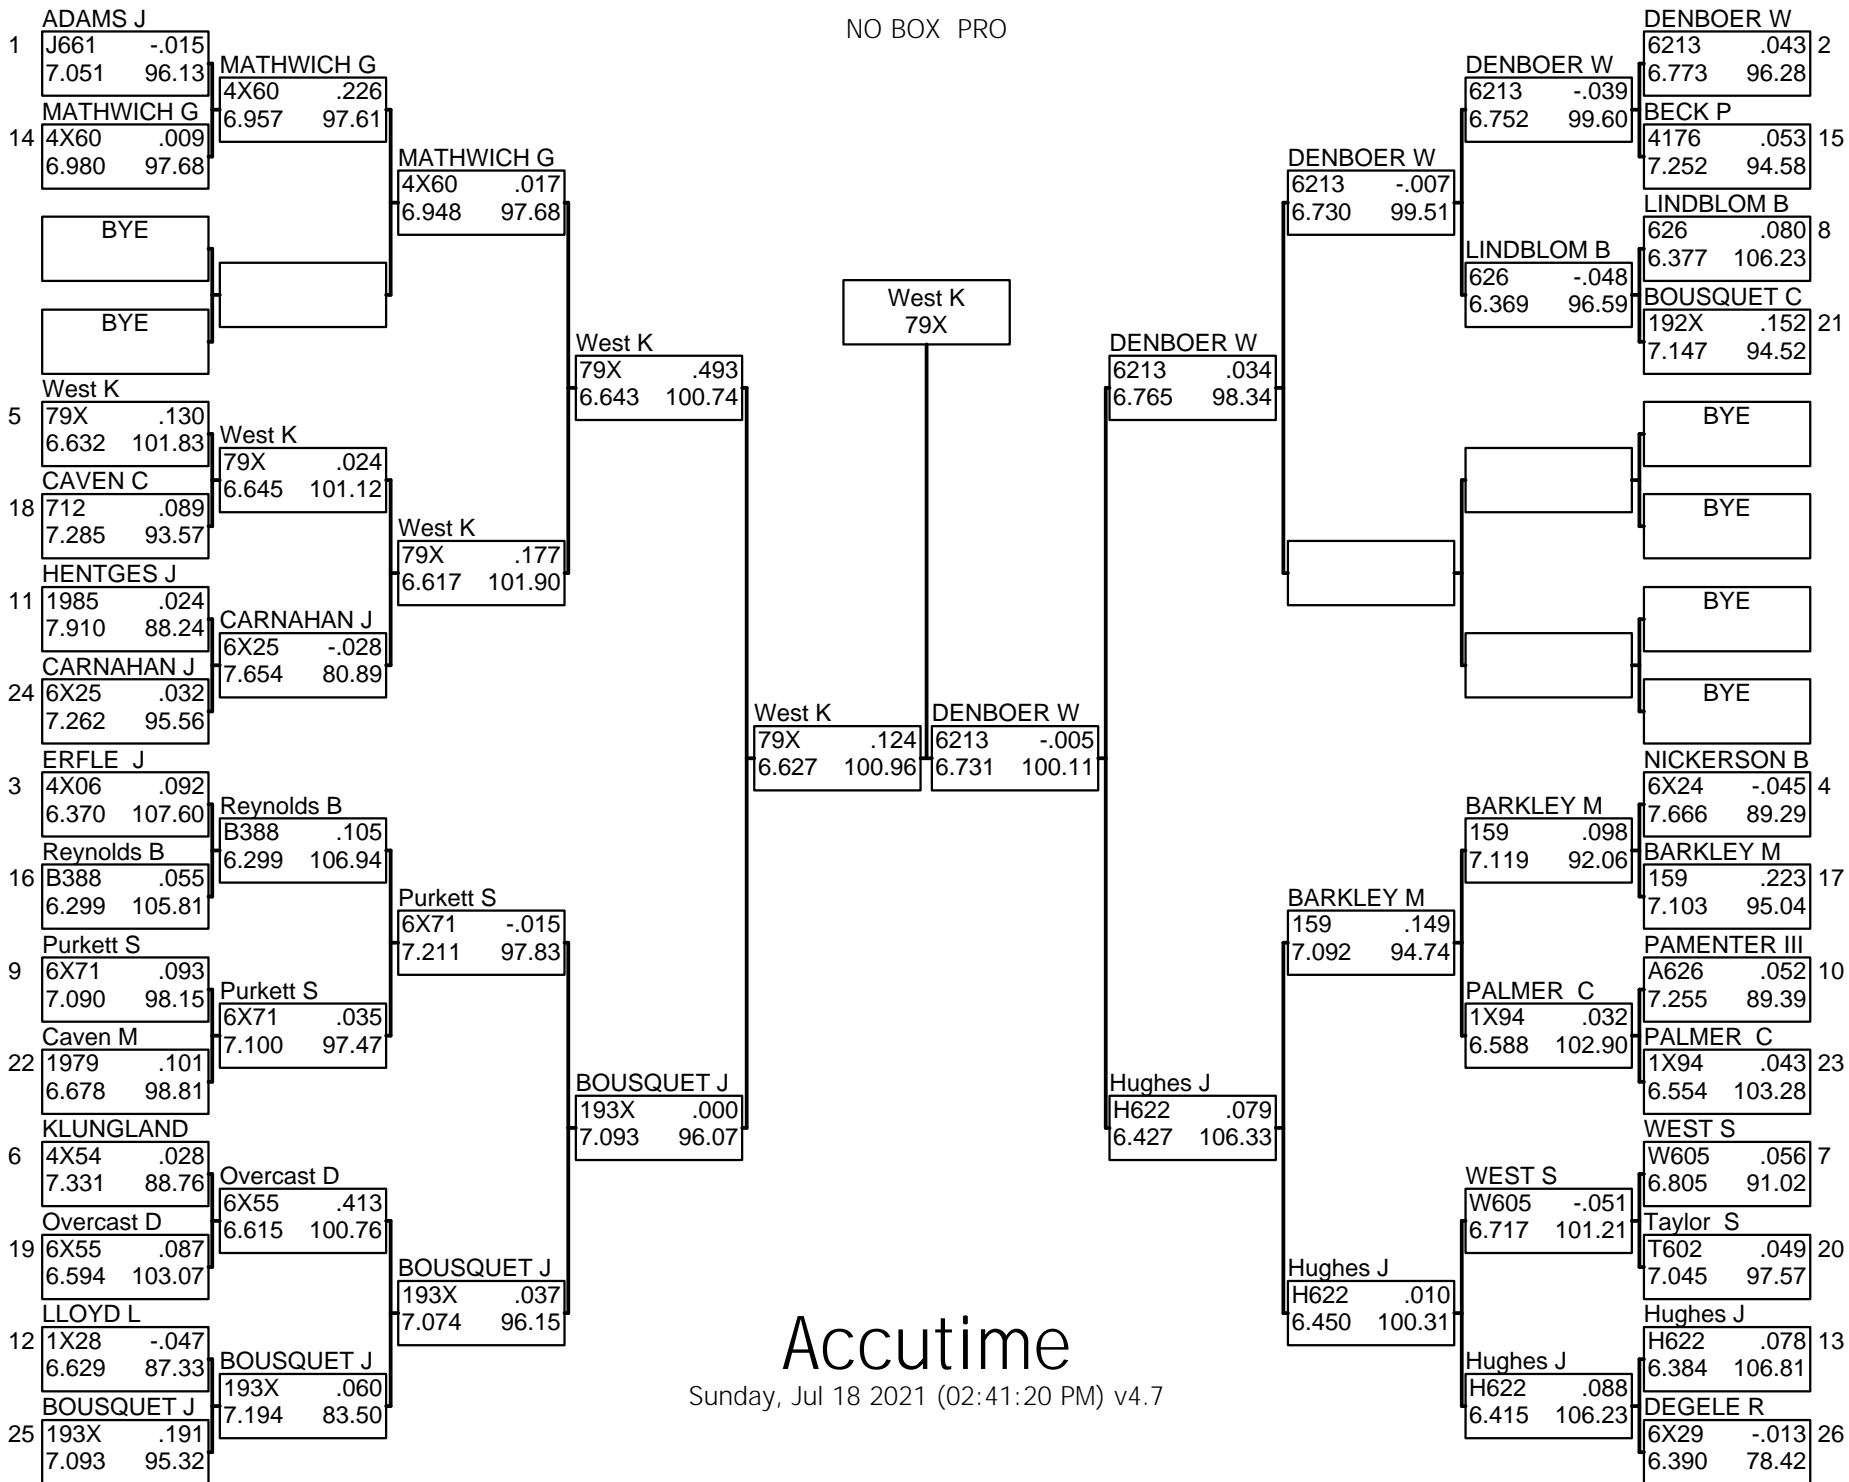 NO BOX PRO
ADAMS J
1 J661 -.015
7.051 96.13
MATHWICH G
14 4X60 .009
6.980 97.68
BYE
BYE
West K
5 79X .130
6.632 101.83
CAVEN C
18 712 .089
7.285 93.57
HENTGES J
11 1985 .024
7.910 88.24
CARNAHAN J
24 6X25 .032
7.262 95.56
ERFLE J
3 4X06 .092
6.370 107.60
Reynolds B
16 B388 .055
6.299 105.81
Purkett S
9 6X71 .093
7.090 98.15
Caven M
22 1979 .101
6.678 98.81
KLUNGLAND
6 4X54 .028
7.331 88.76
Overcast D
19 6X55 .087
6.594 103.07
LLOYD L
12 1X28 -.047
6.629 87.33
BOUSQUET J
25 193X .191
7.093 95.32
MATHWICH G
4X60 .226
6.957 97.61
West K
79X .024
6.645 101.12
CARNAHAN J
6X25 -.028
7.654 80.89
Reynolds B
B388 .105
6.299 106.94
Purkett S
6X71 .035
7.100 97.47
Overcast D
6X55 .413
6.615 100.76
BOUSQUET J
193X .060
7.194 83.50
MATHWICH G
4X60 .017
6.948 97.68
West K
79X .177
6.617 101.90
Purkett S
6X71 -.015
7.211 97.83
BOUSQUET J
193X .037
7.074 96.15
West K
79X .493
6.643 100.74
BOUSQUET J
193X .000
7.093 96.07
West K
79X .124
6.627 100.96
West K
79X
DENBOER W
6213 -.005
6.731 100.11
DENBOER W
6213 .034
6.765 98.34
Hughes J
H622 .079
6.427 106.33
DENBOER W
6213 -.007
6.730 99.51
BARKLEY M
159 .149
7.092 94.74
Hughes J
H622 .010
6.450 100.31
DENBOER W
6213 -.039
6.752 99.60
LINDBLOM B
626 -.048
6.369 96.59
BARKLEY M
159 .098
7.119 92.06
PALMER C
1X94 .032
6.588 102.90
WEST S
W605 -.051
6.717 101.21
Hughes J
H622 .088
6.415 106.23
DENBOER W
6213 .043 2
6.773 96.28
BECK P
4176 .053 15
7.252 94.58
LINDBLOM B
626 .080 8
6.377 106.23
BOUSQUET C
192X .152 21
7.147 94.52
BYE
BYE
BYE
BYE
NICKERSON B
6X24 -.045 4
7.666 89.29
BARKLEY M
159 .223 17
7.103 95.04
PAMENTER III
A626 .052 10
7.255 89.39
PALMER C
1X94 .043 23
6.554 103.28
WEST S
W605 .056 7
6.805 91.02
Taylor S
T602 .049 20
7.045 97.57
Hughes J
H622 .078 13
6.384 106.81
DEGELE R
6X29 -.013 26
6.390 78.42
Accutime
Sunday, Jul 18 2021 (02:41:20 PM) v4.7